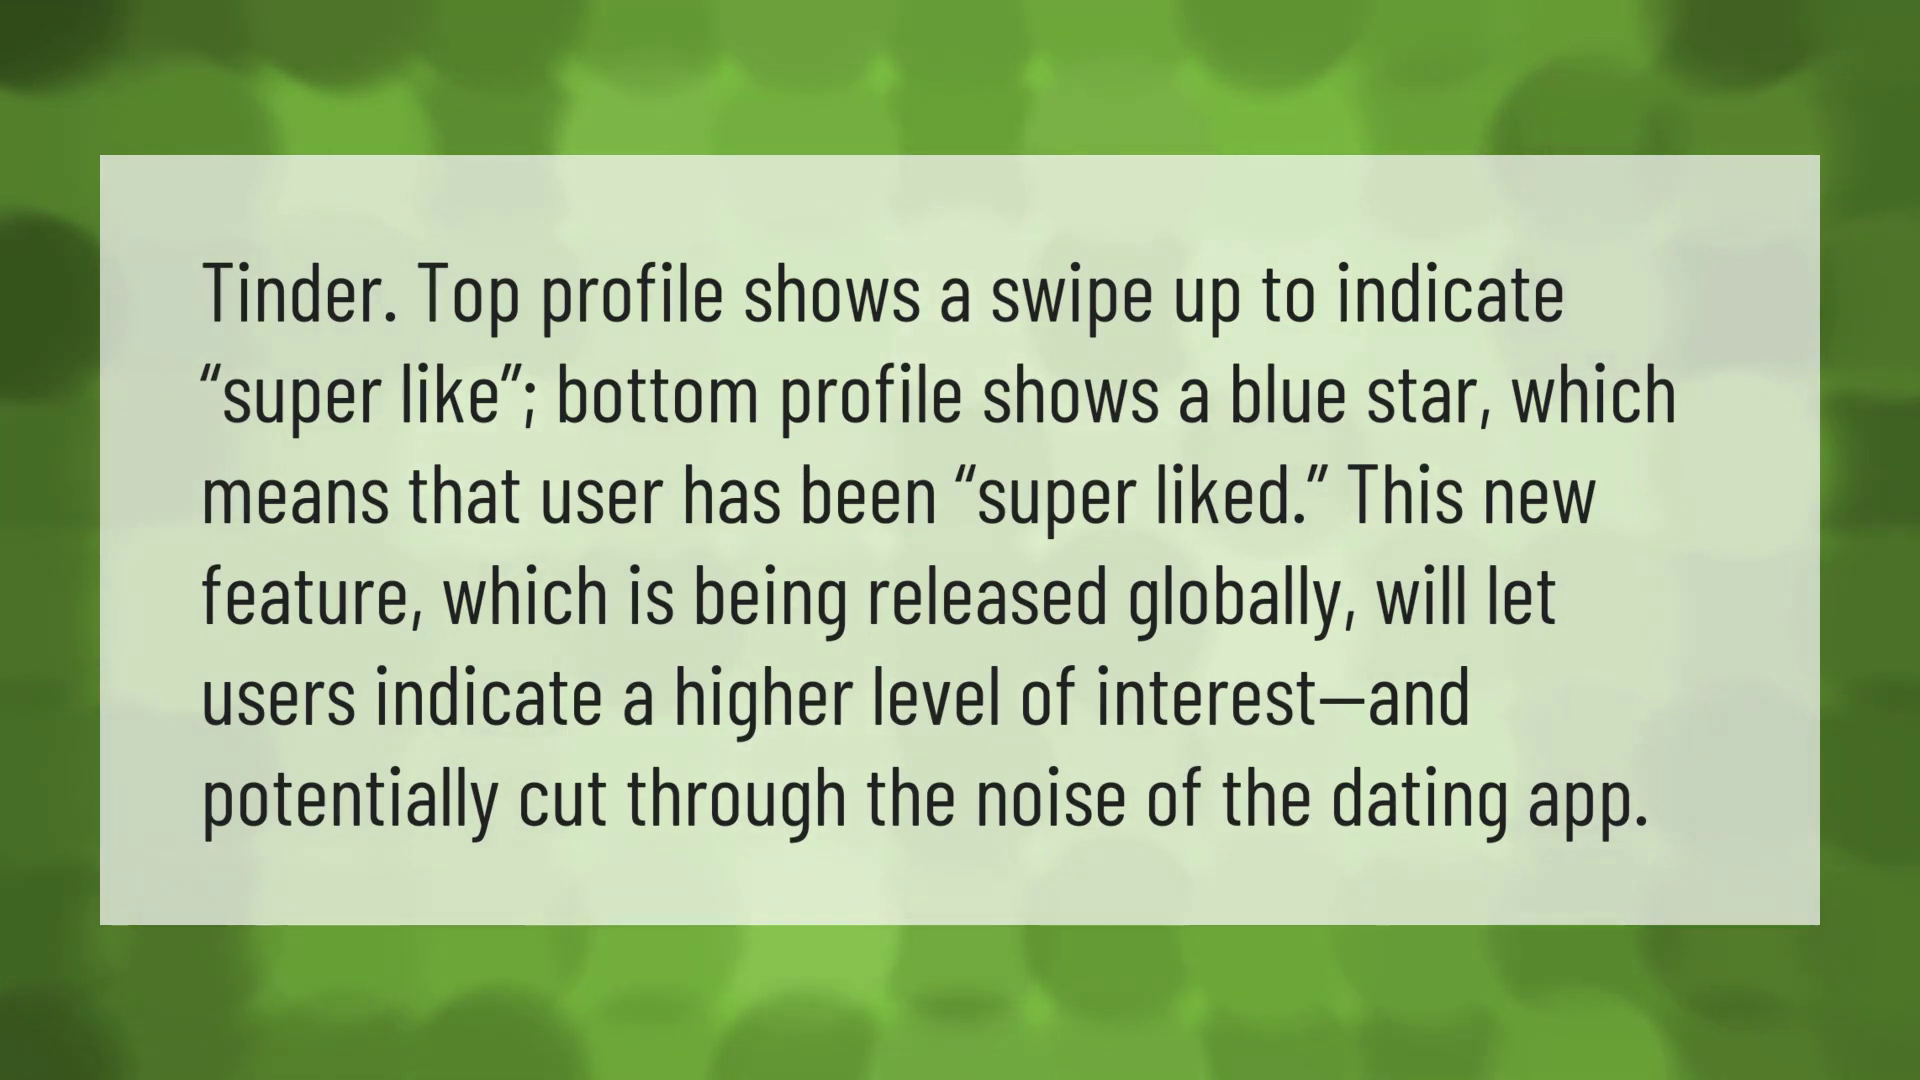 Tinder. Top profile shows a swipe up to indicate
“super like”; bottom profile shows a blue star, which
means that user has been “super liked.” This new
feature, which is being released globally, will let
users indicate a higher level of interest—and
potentially cut through the noise of the dating app.